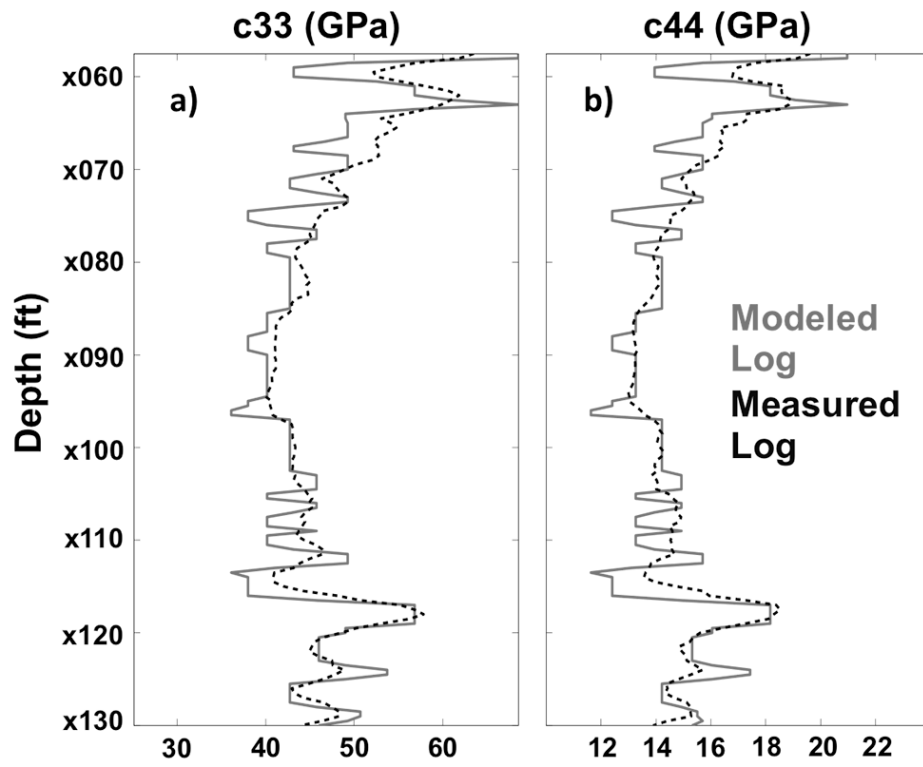 c33 (GPa)
c44 (GPa)
a)
b)
Depth (ft)
x060
x070
x080
x090
x100
x110
x120
x130
Modeled
Log
Measured
Log
30 40 50 60
12 14 16 18 20 22